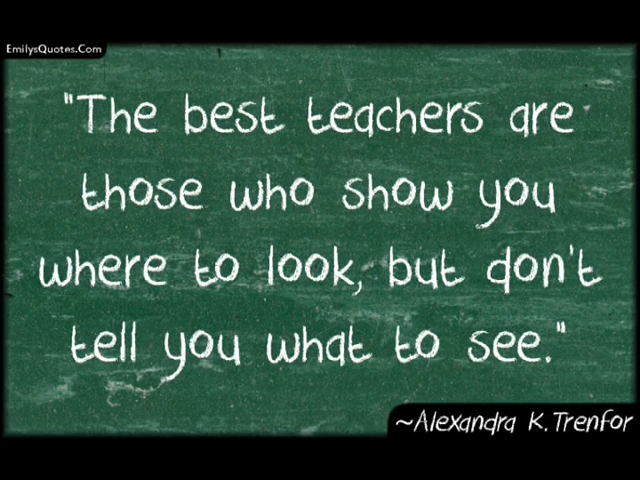 EmilysQuotes.Com
"The best teachers are
those who show you
where to look, but don't
tell you what to see."
~Alexandra K.Trenfor